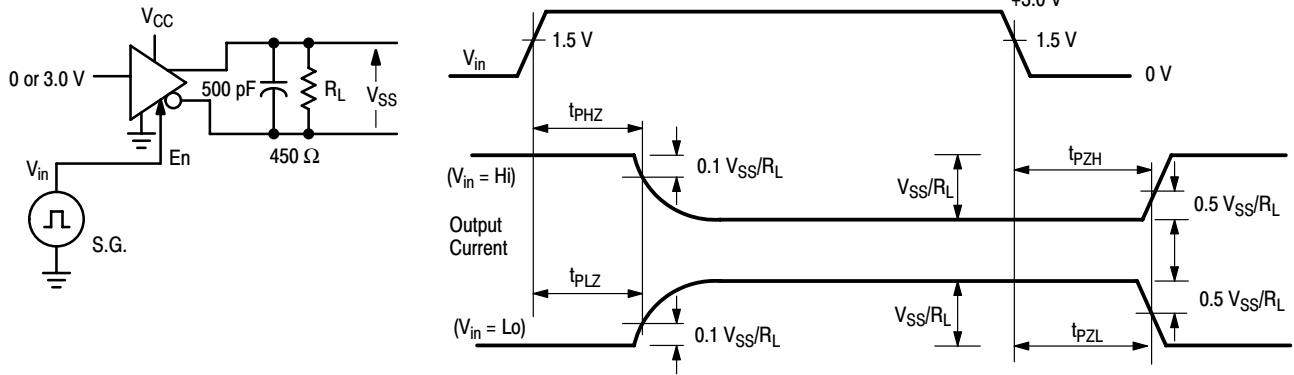 V_CC
0 or 3.0 V
500 pF
R_L
V_SS
450 Ω
En
V_in
S.G.
+3.0 V
V_in
1.5 V
1.5 V
0 V
t_PHZ
t_PZH
(V_in = Hi)
0.1 V_SS/R_L
V_SS/R_L
0.5 V_SS/R_L
Output
Current
t_PLZ
(V_in = Lo)
0.1 V_SS/R_L
V_SS/R_L
0.5 V_SS/R_L
t_PZL